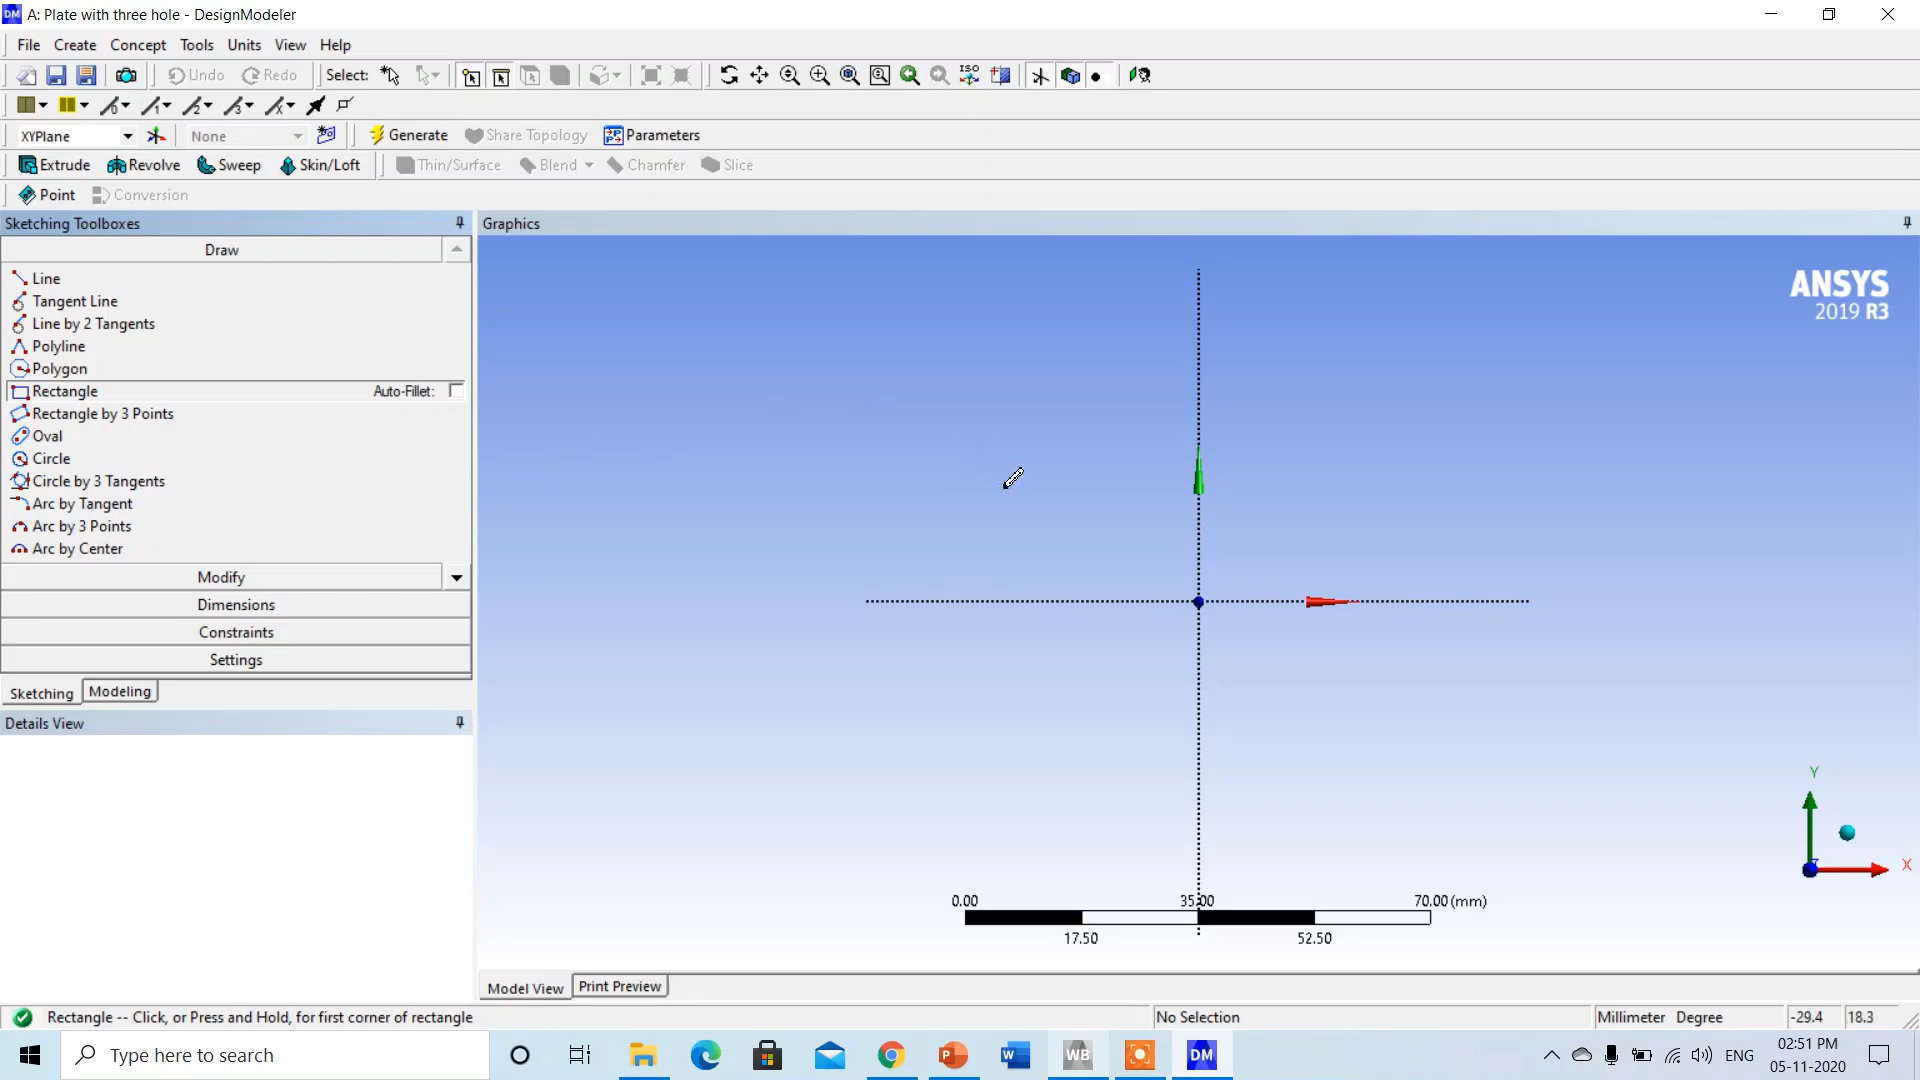 DM A: Plate with three hole - DesignModeler
File Create Concept Tools Units View Help
Undo Redo Select: ISO
XYPlane None Generate Share Topology Parameters
Extrude Revolve Sweep Skin/Loft Thin/Surface Blend Chamfer Slice
Point Conversion
Sketching Toolboxes
Draw
Line
Tangent Line
Line by 2 Tangents
Polyline
Polygon
Rectangle Auto-Fillet:
Rectangle by 3 Points
Oval
Circle
Circle by 3 Tangents
Arc by Tangent
Arc by 3 Points
Arc by Center
Modify
Dimensions
Constraints
Settings
Sketching Modeling
Details View
Graphics
ANSYS
2019 R3
Y
X
0.00 35.00 70.00 (mm)
17.50 52.50
Model View Print Preview
Rectangle -- Click, or Press and Hold, for first corner of rectangle No Selection Millimeter Degree -29.4 18.3
Type here to search WB DM ENG 02:51 PM
05-11-2020